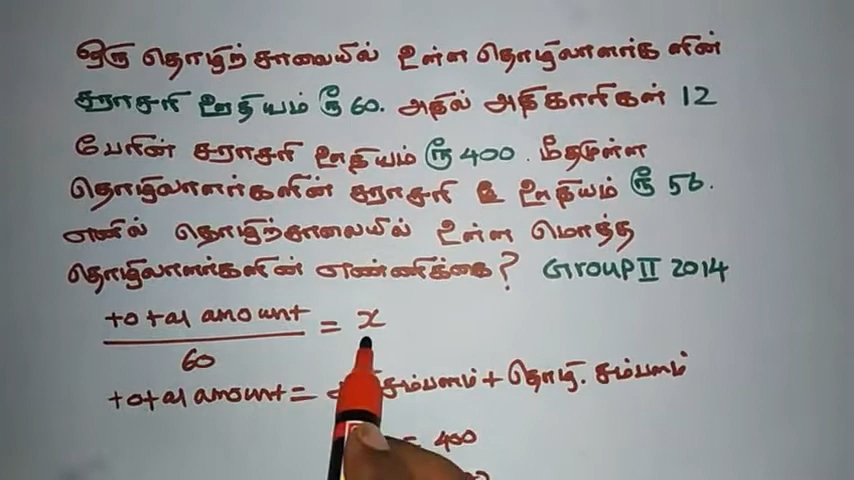 ஒரு தொழிற்சாலையில் உள்ள தொழிலாளர்களின்
சராசரி ஊதியம் ரூ 60. அதில் அதிகாரிகள் 12
பேரின் சராசரி ஊதியம் ரூ 400. மீதமுள்ள
தொழிலாளர்களின் சராசரி ஊதியம் ரூ 56.
எனில் தொழிற்சாலையில் உள்ள மொத்த
தொழிலாளர்களின் எண்ணிக்கை? GROUP II 2014
total amount
60
= x
total amount = சம்பளம் + தொழி. சம்பளம்
= 400